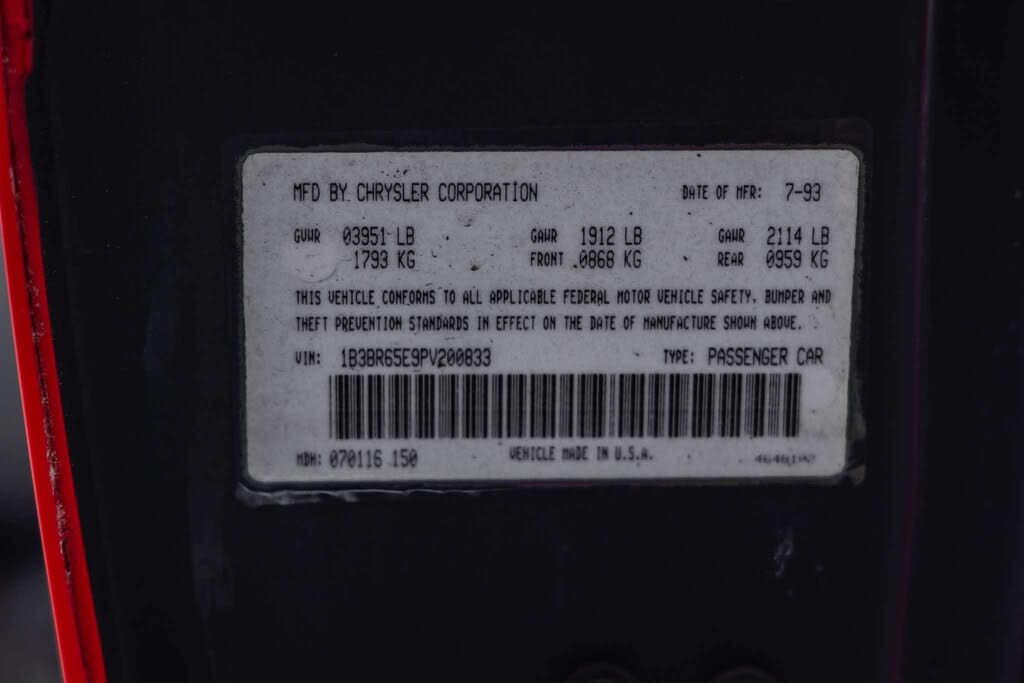 MFD BY CHRYSLER CORPORATION DATE OF MFR: 7-93
GVWR 03951 LB GAWR 1912 LB GAWR 2114 LB
1793 KG FRONT 0868 KG REAR 0959 KG
THIS VEHICLE CONFORMS TO ALL APPLICABLE FEDERAL MOTOR VEHICLE SAFETY, BUMPER AND
THEFT PREVENTION STANDARDS IN EFFECT ON THE DATE OF MANUFACTURE SHOWN ABOVE.
VIN: 1B3BR65E9PV200833 TYPE: PASSENGER CAR
MDH: 070116 150 VEHICLE MADE IN U.S.A.